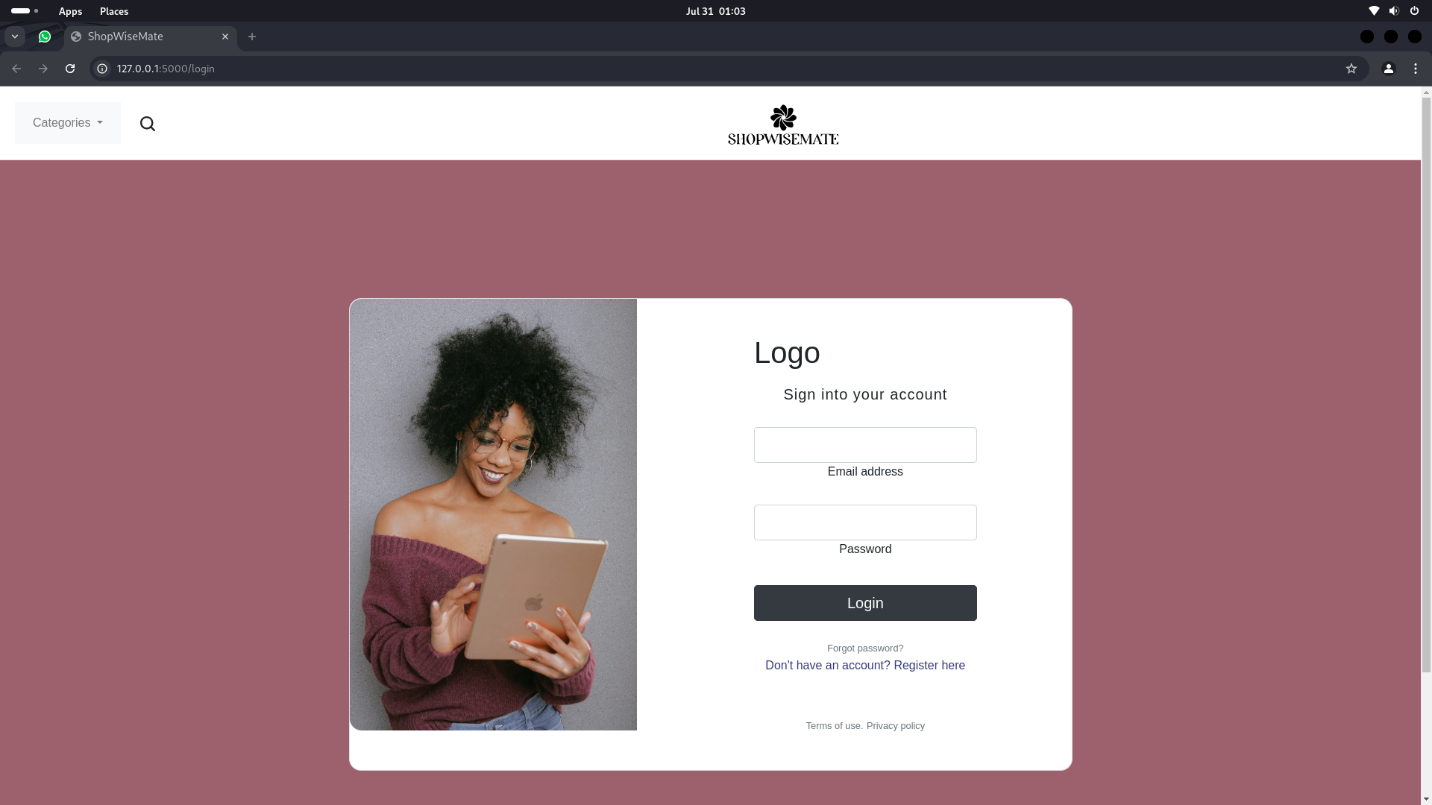 Apps Places Jul 31 01:03
ShopWiseMate
127.0.0.1:5000/login
Categories
SHOPWISEMATE
Logo
Sign into your account
Email address
Password
Login
Forgot password?
Don't have an account? Register here
Terms of use. Privacy policy